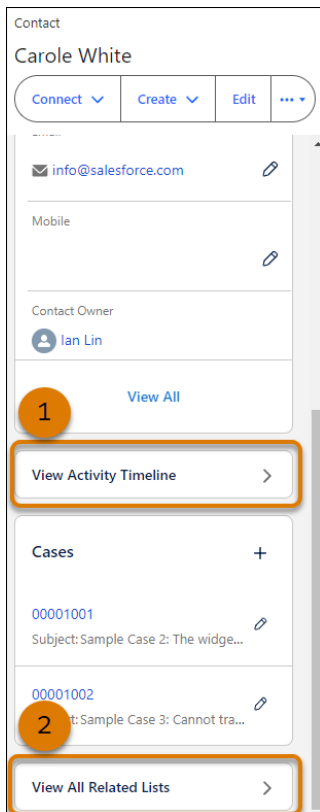 Contact
Carole White
Connect
Create
Edit
info@salesforce.com
Mobile
Contact Owner
Ian Lin
View All
1
View Activity Timeline
Cases
+
00001001
Subject: Sample Case 2: The widge...
00001002
2
Sample Case 3: Cannot tra...
View All Related Lists